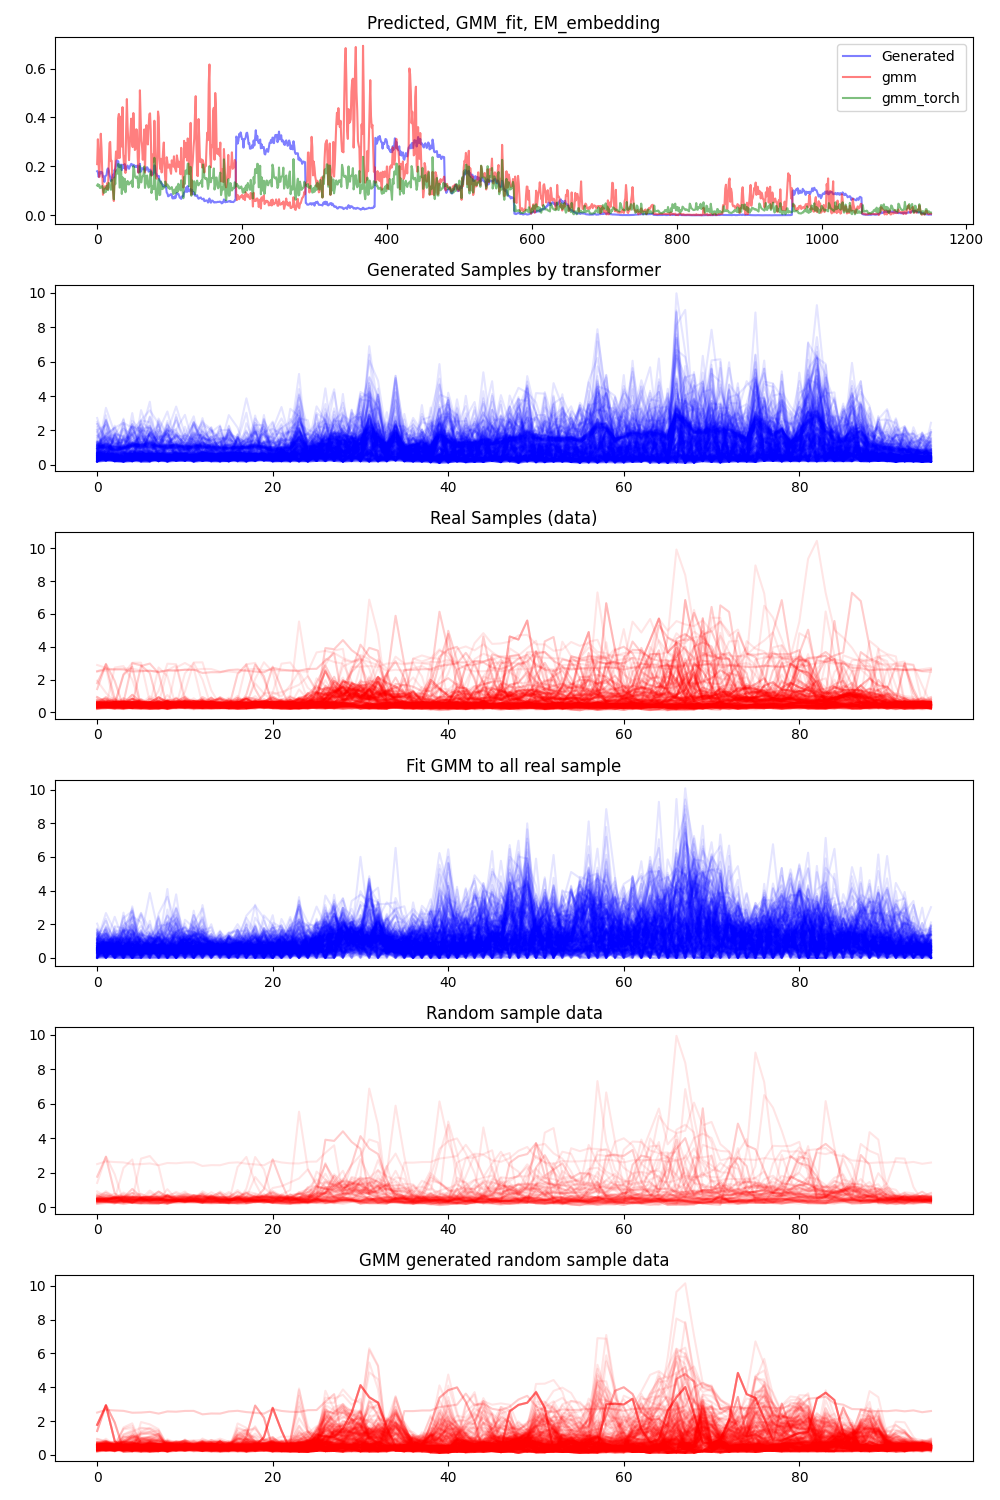 Predicted, GMM_fit, EM_embedding
Generated
gmm
gmm_torch
0.6
0.4
0.2
0.0
0 200 400 600 800 1000 1200
Generated Samples by transformer
10
8
6
4
2
0
0 20 40 60 80
Real Samples (data)
10
8
6
4
2
0
0 20 40 60 80
Fit GMM to all real sample
10
8
6
4
2
0
0 20 40 60 80
Random sample data
10
8
6
4
2
0
0 20 40 60 80
GMM generated random sample data
10
8
6
4
2
0
0 20 40 60 80